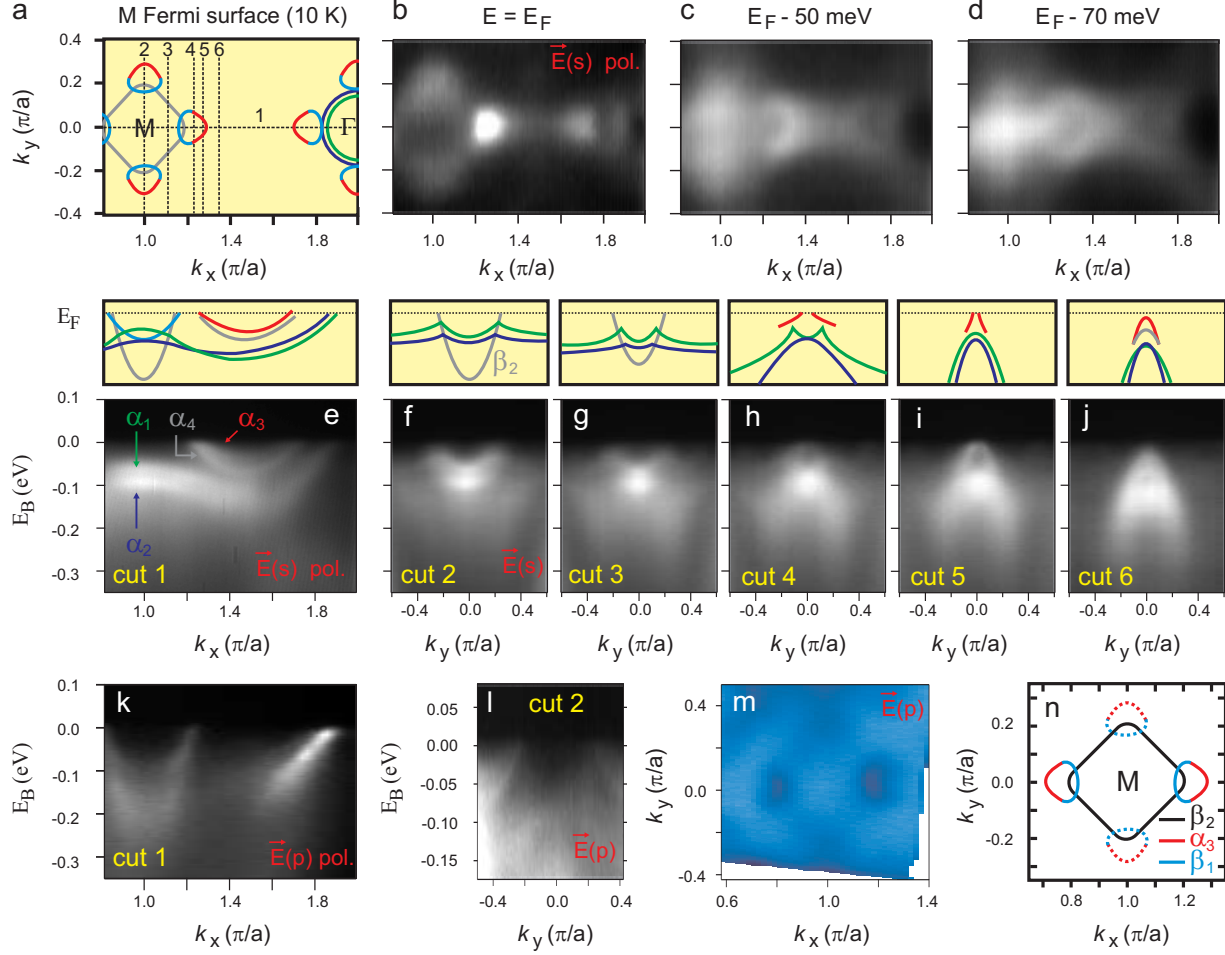 a M Fermi surface (10 K)
b E = E_F
c E_F - 50 meV
d E_F - 70 meV
0.4
0.2
0.0
-0.2
-0.4
k_y (π/a)
2 3 4 5 6
1
M
Γ
E(s) pol.
1.0 1.4 1.8
1.0 1.4 1.8
1.0 1.4 1.8
1.0 1.4 1.8
k_x (π/a)
k_x (π/a)
k_x (π/a)
k_x (π/a)
E_F
β_2
0.1
0.0
-0.1
-0.2
-0.3
E_B (eV)
e
α_1
α_4
α_3
α_2
cut 1
E(s) pol.
f
cut 2
E(s)
g
cut 3
h
cut 4
i
cut 5
j
cut 6
1.0 1.4 1.8
-0.4 0.0 0.4
-0.4 0.0 0.4
-0.4 0.0 0.4
-0.4 0.0 0.4
-0.4 0.0 0.4
k_x (π/a)
k_y (π/a)
k_y (π/a)
k_y (π/a)
k_y (π/a)
k_y (π/a)
0.1
0.0
-0.1
-0.2
-0.3
E_B (eV)
k
cut 1
E(p) pol.
1.0 1.4 1.8
k_x (π/a)
0.05
0.00
-0.05
-0.10
-0.15
E_B (eV)
l
cut 2
E(p)
-0.4 0.0 0.4
k_y (π/a)
0.4
0.0
-0.4
k_y (π/a)
m
E(p)
0.6 1.0 1.4
k_x (π/a)
0.2
0.0
-0.2
k_y (π/a)
n
M
β_2
α_3
β_1
0.8 1.0 1.2
k_x (π/a)